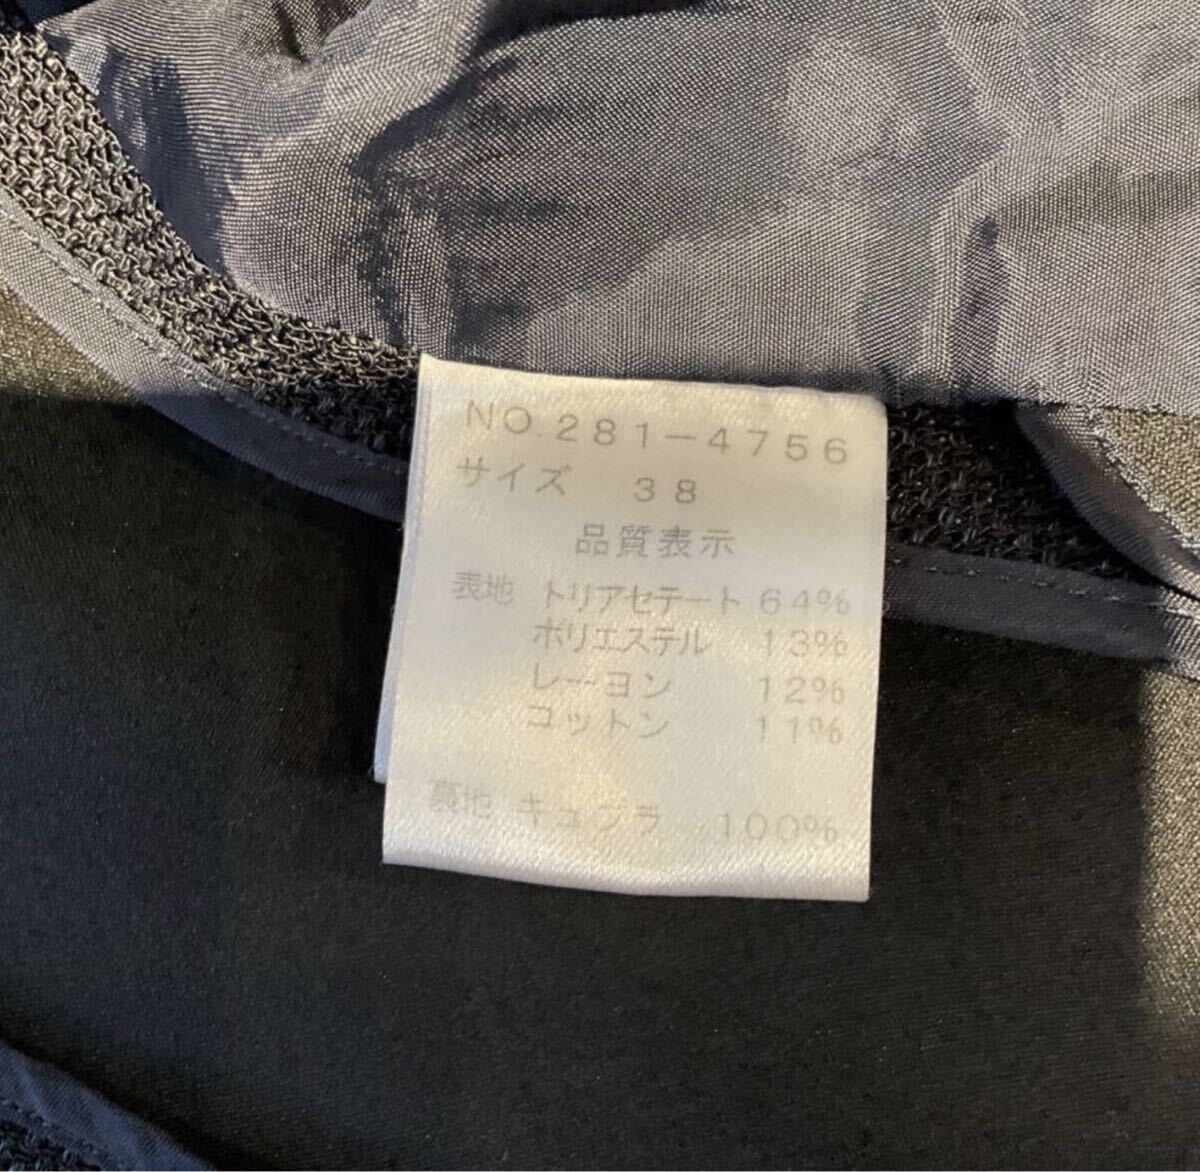 NO.281-4756
サイズ 38
品質表示
表地 トリアセテート 64%
ポリエステル 13%
レーヨン 12%
コットン 11%
裏地 キュプラ 100%